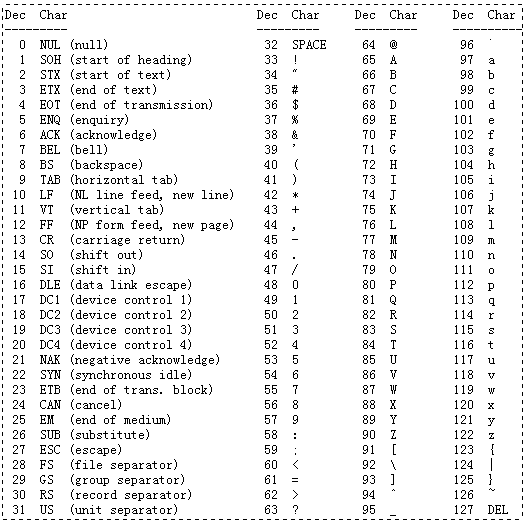 Dec Char Dec Char Dec Char Dec Char
--------- --------- --------- ---------
0 NUL (null) 32 SPACE 64 @ 96 `
1 SOH (start of heading) 33 ! 65 A 97 a
2 STX (start of text) 34 " 66 B 98 b
3 ETX (end of text) 35 # 67 C 99 c
4 EOT (end of transmission) 36 $ 68 D 100 d
5 ENQ (enquiry) 37 % 69 E 101 e
6 ACK (acknowledge) 38 & 70 F 102 f
7 BEL (bell) 39 ' 71 G 103 g
8 BS (backspace) 40 ( 72 H 104 h
9 TAB (horizontal tab) 41 ) 73 I 105 i
10 LF (NL line feed, new line) 42 * 74 J 106 j
11 VT (vertical tab) 43 + 75 K 107 k
12 FF (NP form feed, new page) 44 , 76 L 108 l
13 CR (carriage return) 45 - 77 M 109 m
14 SO (shift out) 46 . 78 N 110 n
15 SI (shift in) 47 / 79 O 111 o
16 DLE (data link escape) 48 0 80 P 112 p
17 DC1 (device control 1) 49 1 81 Q 113 q
18 DC2 (device control 2) 50 2 82 R 114 r
19 DC3 (device control 3) 51 3 83 S 115 s
20 DC4 (device control 4) 52 4 84 T 116 t
21 NAK (negative acknowledge) 53 5 85 U 117 u
22 SYN (synchronous idle) 54 6 86 V 118 v
23 ETB (end of trans. block) 55 7 87 W 119 w
24 CAN (cancel) 56 8 88 X 120 x
25 EM (end of medium) 57 9 89 Y 121 y
26 SUB (substitute) 58 : 90 Z 122 z
27 ESC (escape) 59 ; 91 [ 123 {
28 FS (file separator) 60 < 92 \ 124 |
29 GS (group separator) 61 = 93 ] 125 }
30 RS (record separator) 62 > 94 ^ 126 ~
31 US (unit separator) 63 ? 95 _ 127 DEL